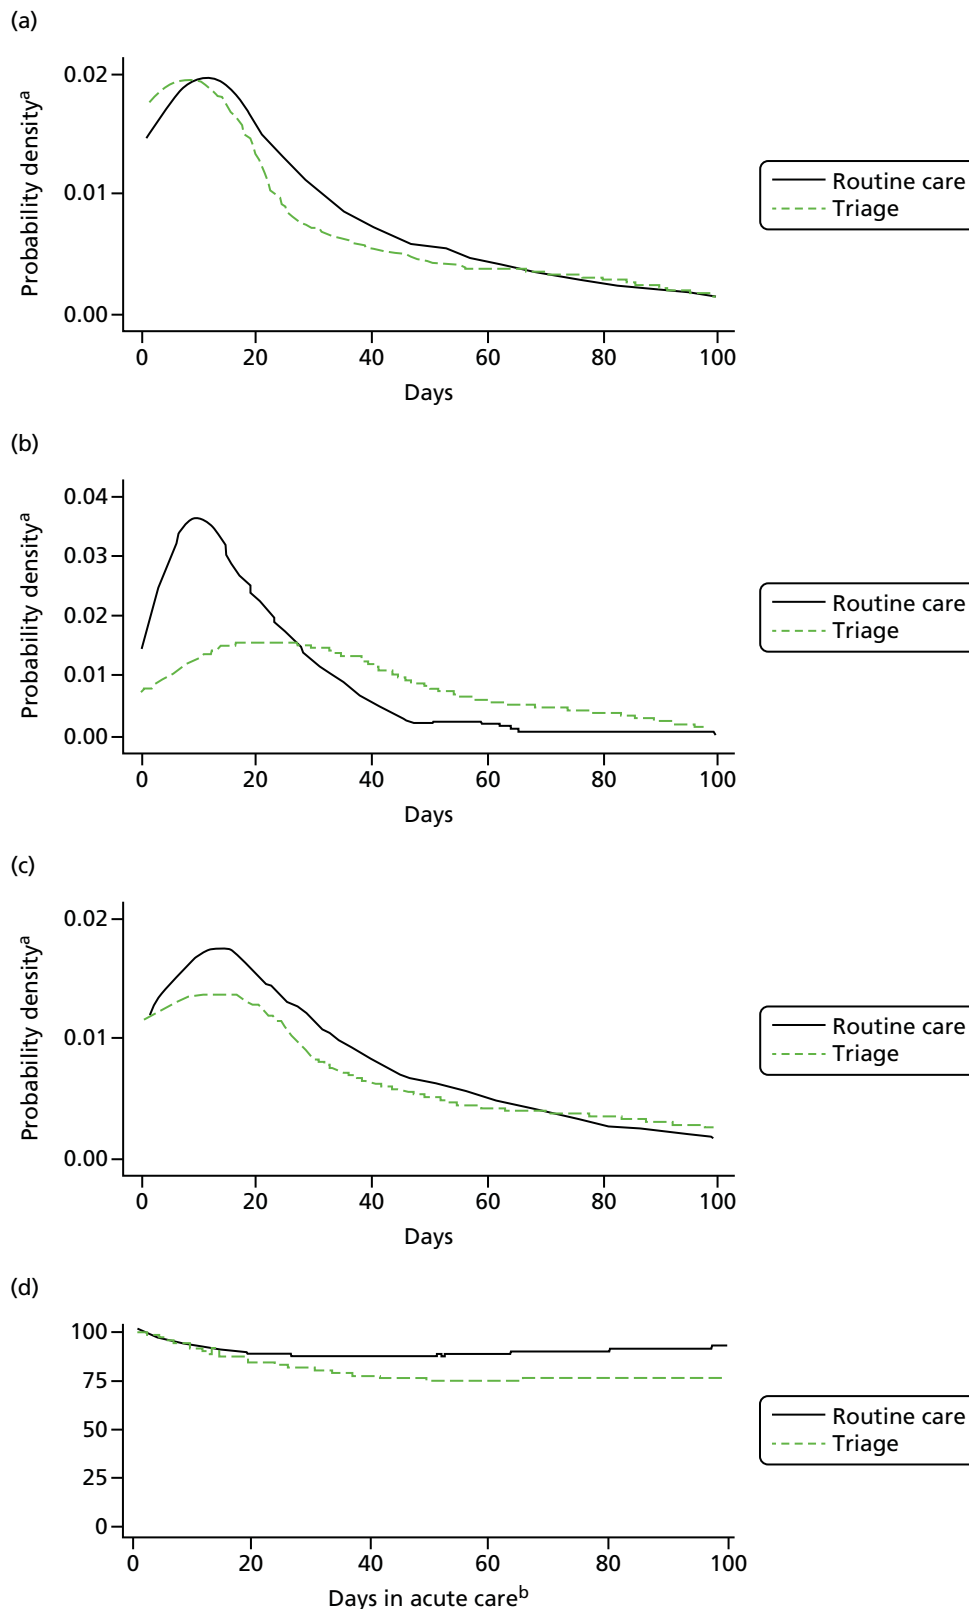 (a)
Probability densityᵃ
0.02
0.01
0.00
0 20 40 60 80 100
Days
Routine care
Triage
(b)
Probability densityᵃ
0.04
0.03
0.02
0.01
0.00
0 20 40 60 80 100
Days
Routine care
Triage
(c)
Probability densityᵃ
0.02
0.01
0.00
0 20 40 60 80 100
Days
Routine care
Triage
(d)
100
75
50
25
0
0 20 40 60 80 100
Days in acute careᵇ
Routine care
Triage